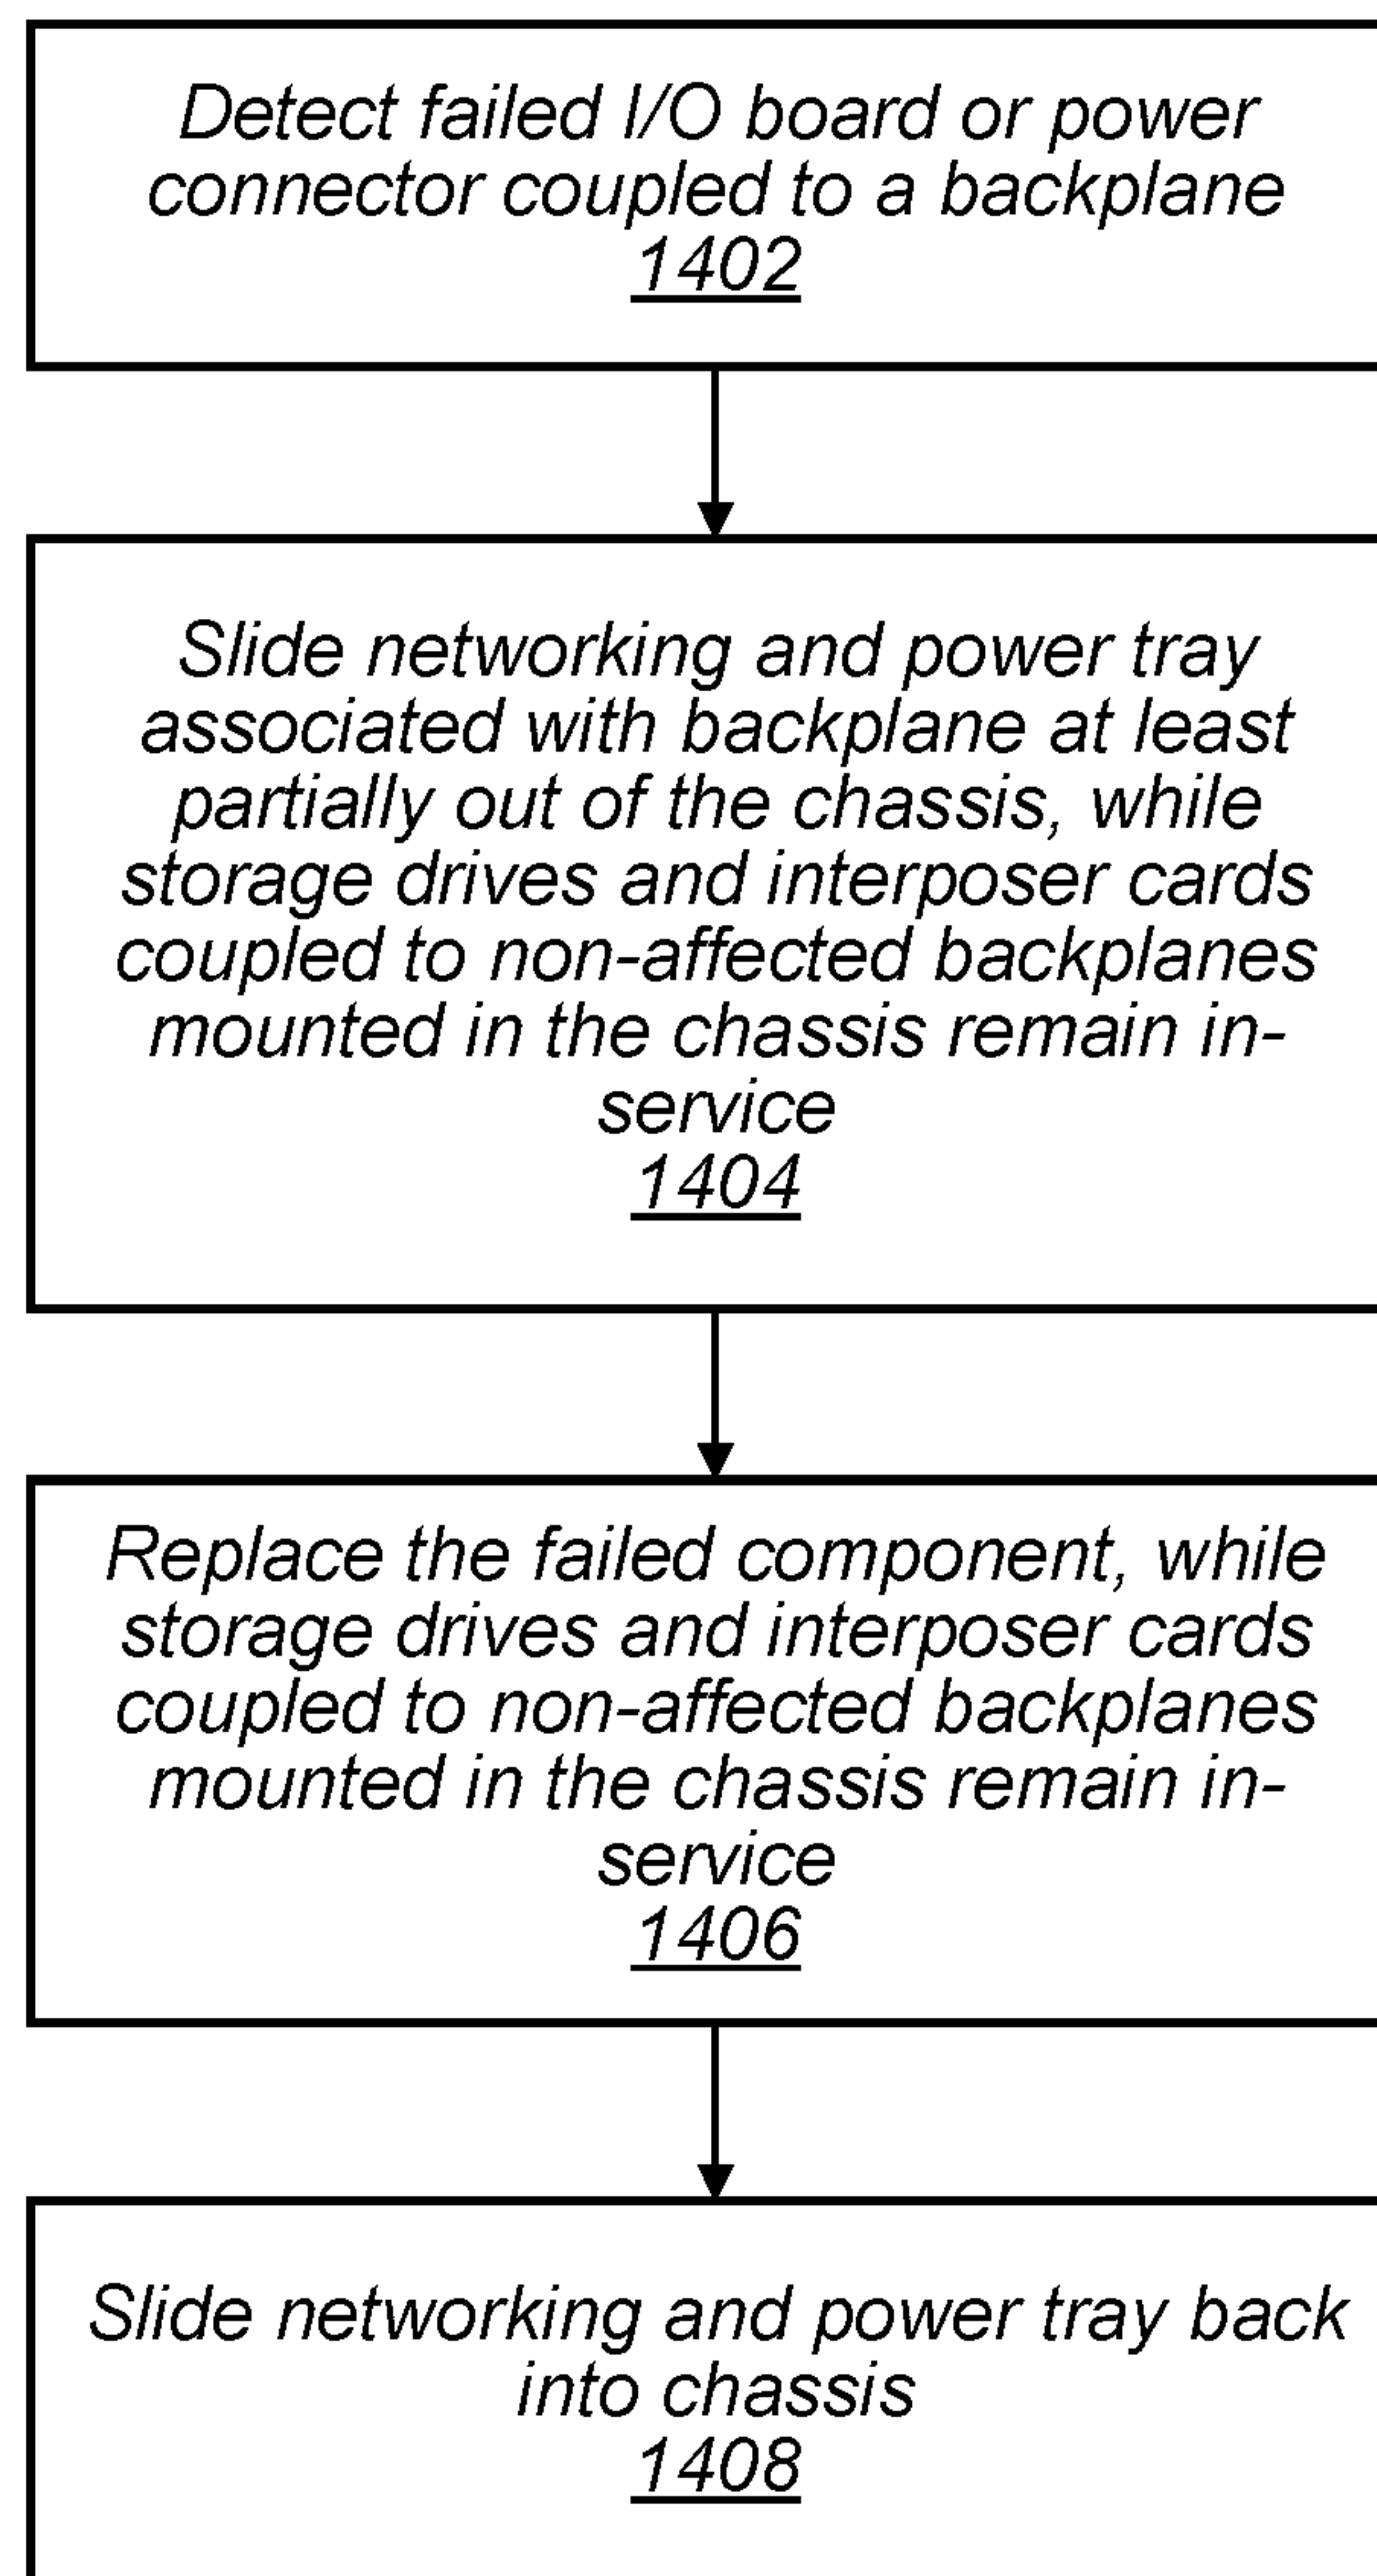 Detect failed I/O board or power
connector coupled to a backplane
1402
Slide networking and power tray
associated with backplane at least
partially out of the chassis, while
storage drives and interposer cards
coupled to non-affected backplanes
mounted in the chassis remain in-
service
1404
Replace the failed component, while
storage drives and interposer cards
coupled to non-affected backplanes
mounted in the chassis remain in-
service
1406
Slide networking and power tray back
into chassis
1408